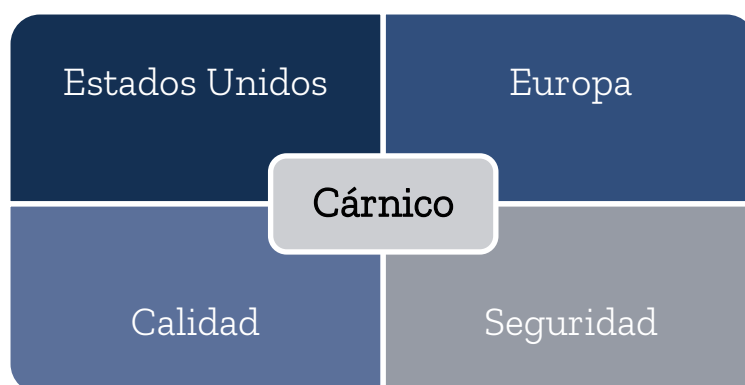 Estados Unidos
Europa
Cárnico
Calidad
Seguridad